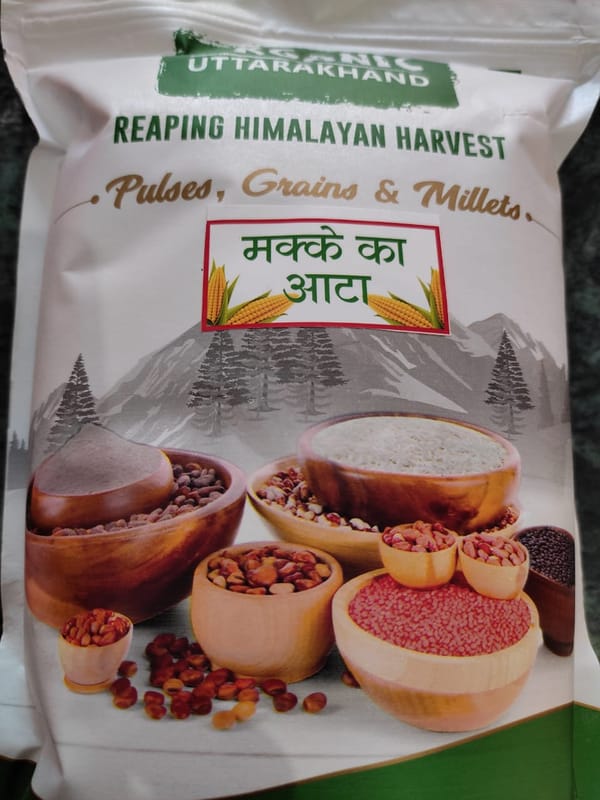 ORGANIC
UTTARAKHAND
REAPING HIMALAYAN HARVEST
Pulses, Grains & Millets
मक्के का
आटा